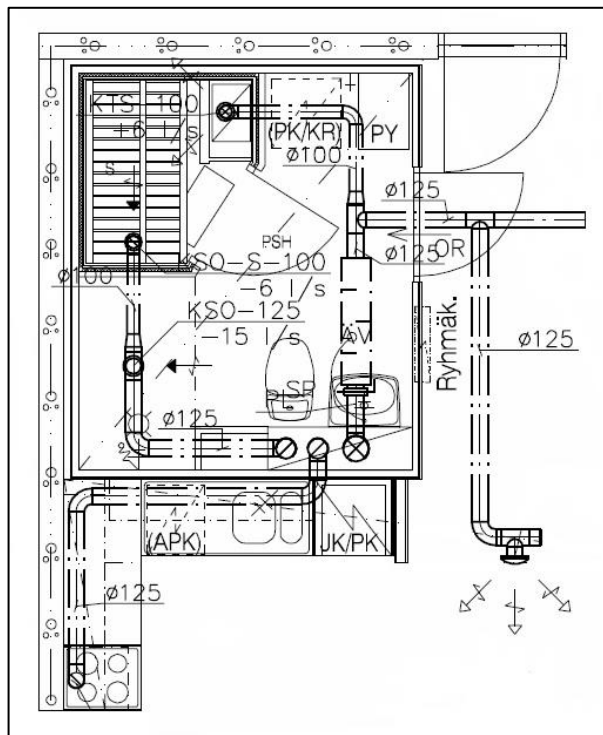 KTS-100
+6 l/s
(PK/KR)
PY
ø100
ø125
S
PSH
KSO-S-100
-6 l/s
ø125
OR
ø100
KSO-125
-15 l/s
AV
Ryhmäk.
ø125
SP
ø125
(APK)
JK/PK
ø125